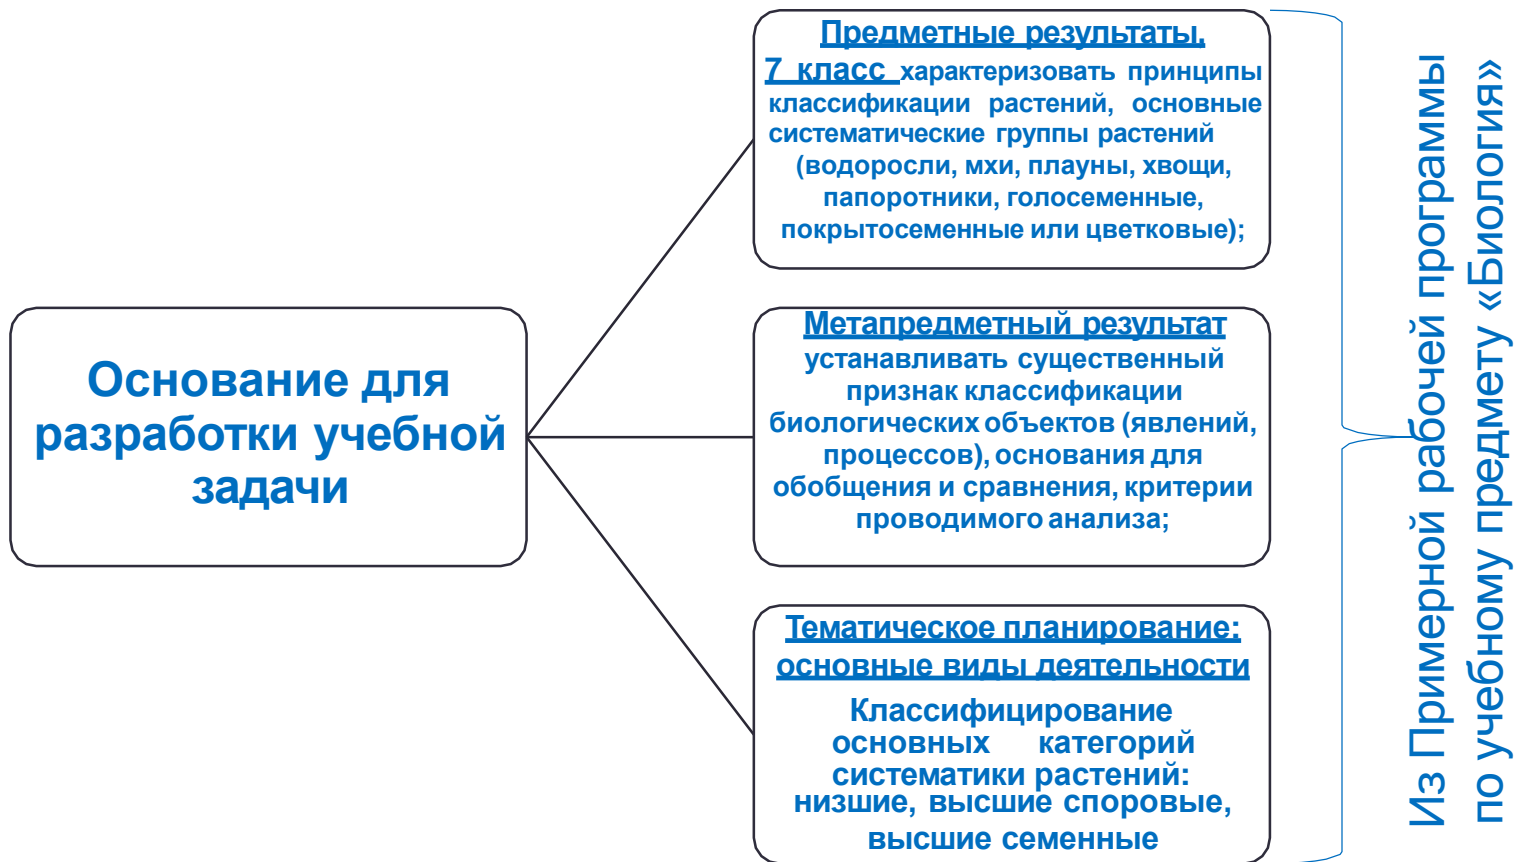 Основание для
разработки учебной
задачи
Предметные результаты.
7 класс характеризовать принципы
классификации растений, основные
систематические группы растений
(водоросли, мхи, плауны, хвощи,
папоротники, голосеменные,
покрытосеменные или цветковые);
Метапредметный результат
устанавливать существенный
признак классификации
биологических объектов (явлений,
процессов), основания для
обобщения и сравнения, критерии
проводимого анализа;
Тематическое планирование:
основные виды деятельности
Классифицирование
основных категорий
систематики растений:
низшие, высшие споровые,
высшие семенные
Из Примерной рабочей программы
по учебному предмету «Биология»